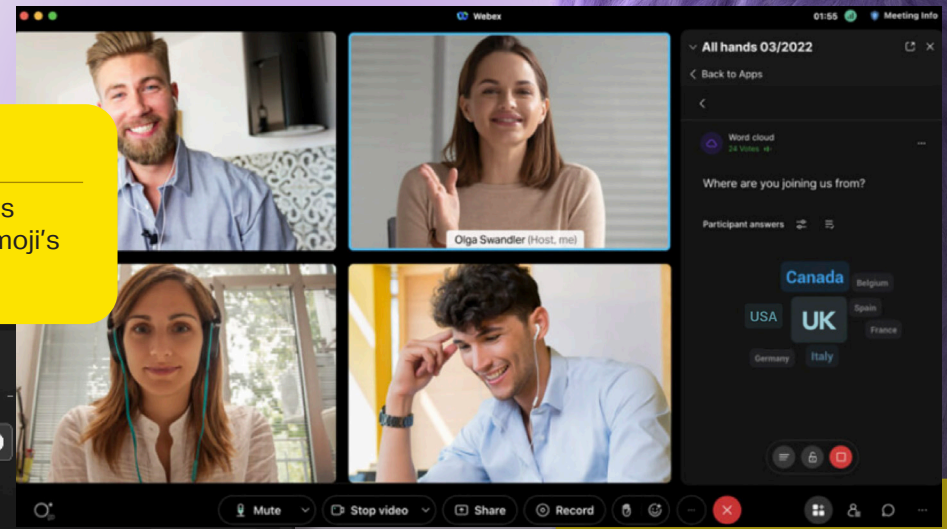 Webex
01:55
Meeting Info
All hands 03/2022
Back to Apps
Word cloud
24 Votes
Where are you joining us from?
Participant answers
Canada
Belgium
USA
UK
Spain
France
Germany
Italy
Olga Swandler (Host, me)
s
moji's
Mute
Stop video
Share
Record